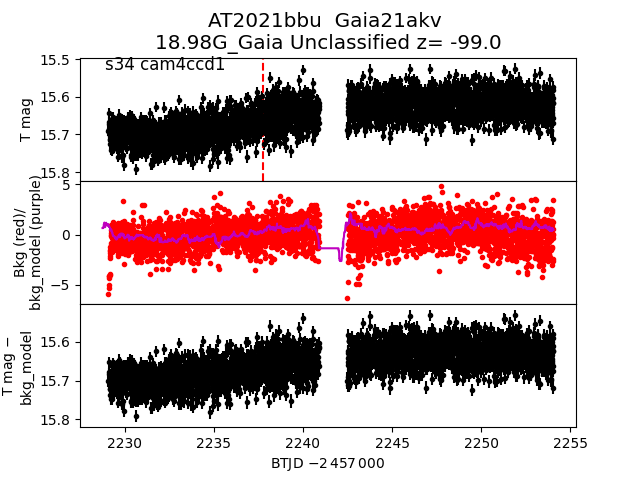 AT2021bbu  Gaia21akv
18.98G_Gaia Unclassified z= -99.0
s34 cam4ccd1
15.5
15.6
15.7
15.8
T mag
5
0
−5
Bkg (red)/
bkg_model (purple)
15.6
15.7
15.8
T mag −
bkg_model
2230
2235
2240
2245
2250
2255
BTJD −2 457 000